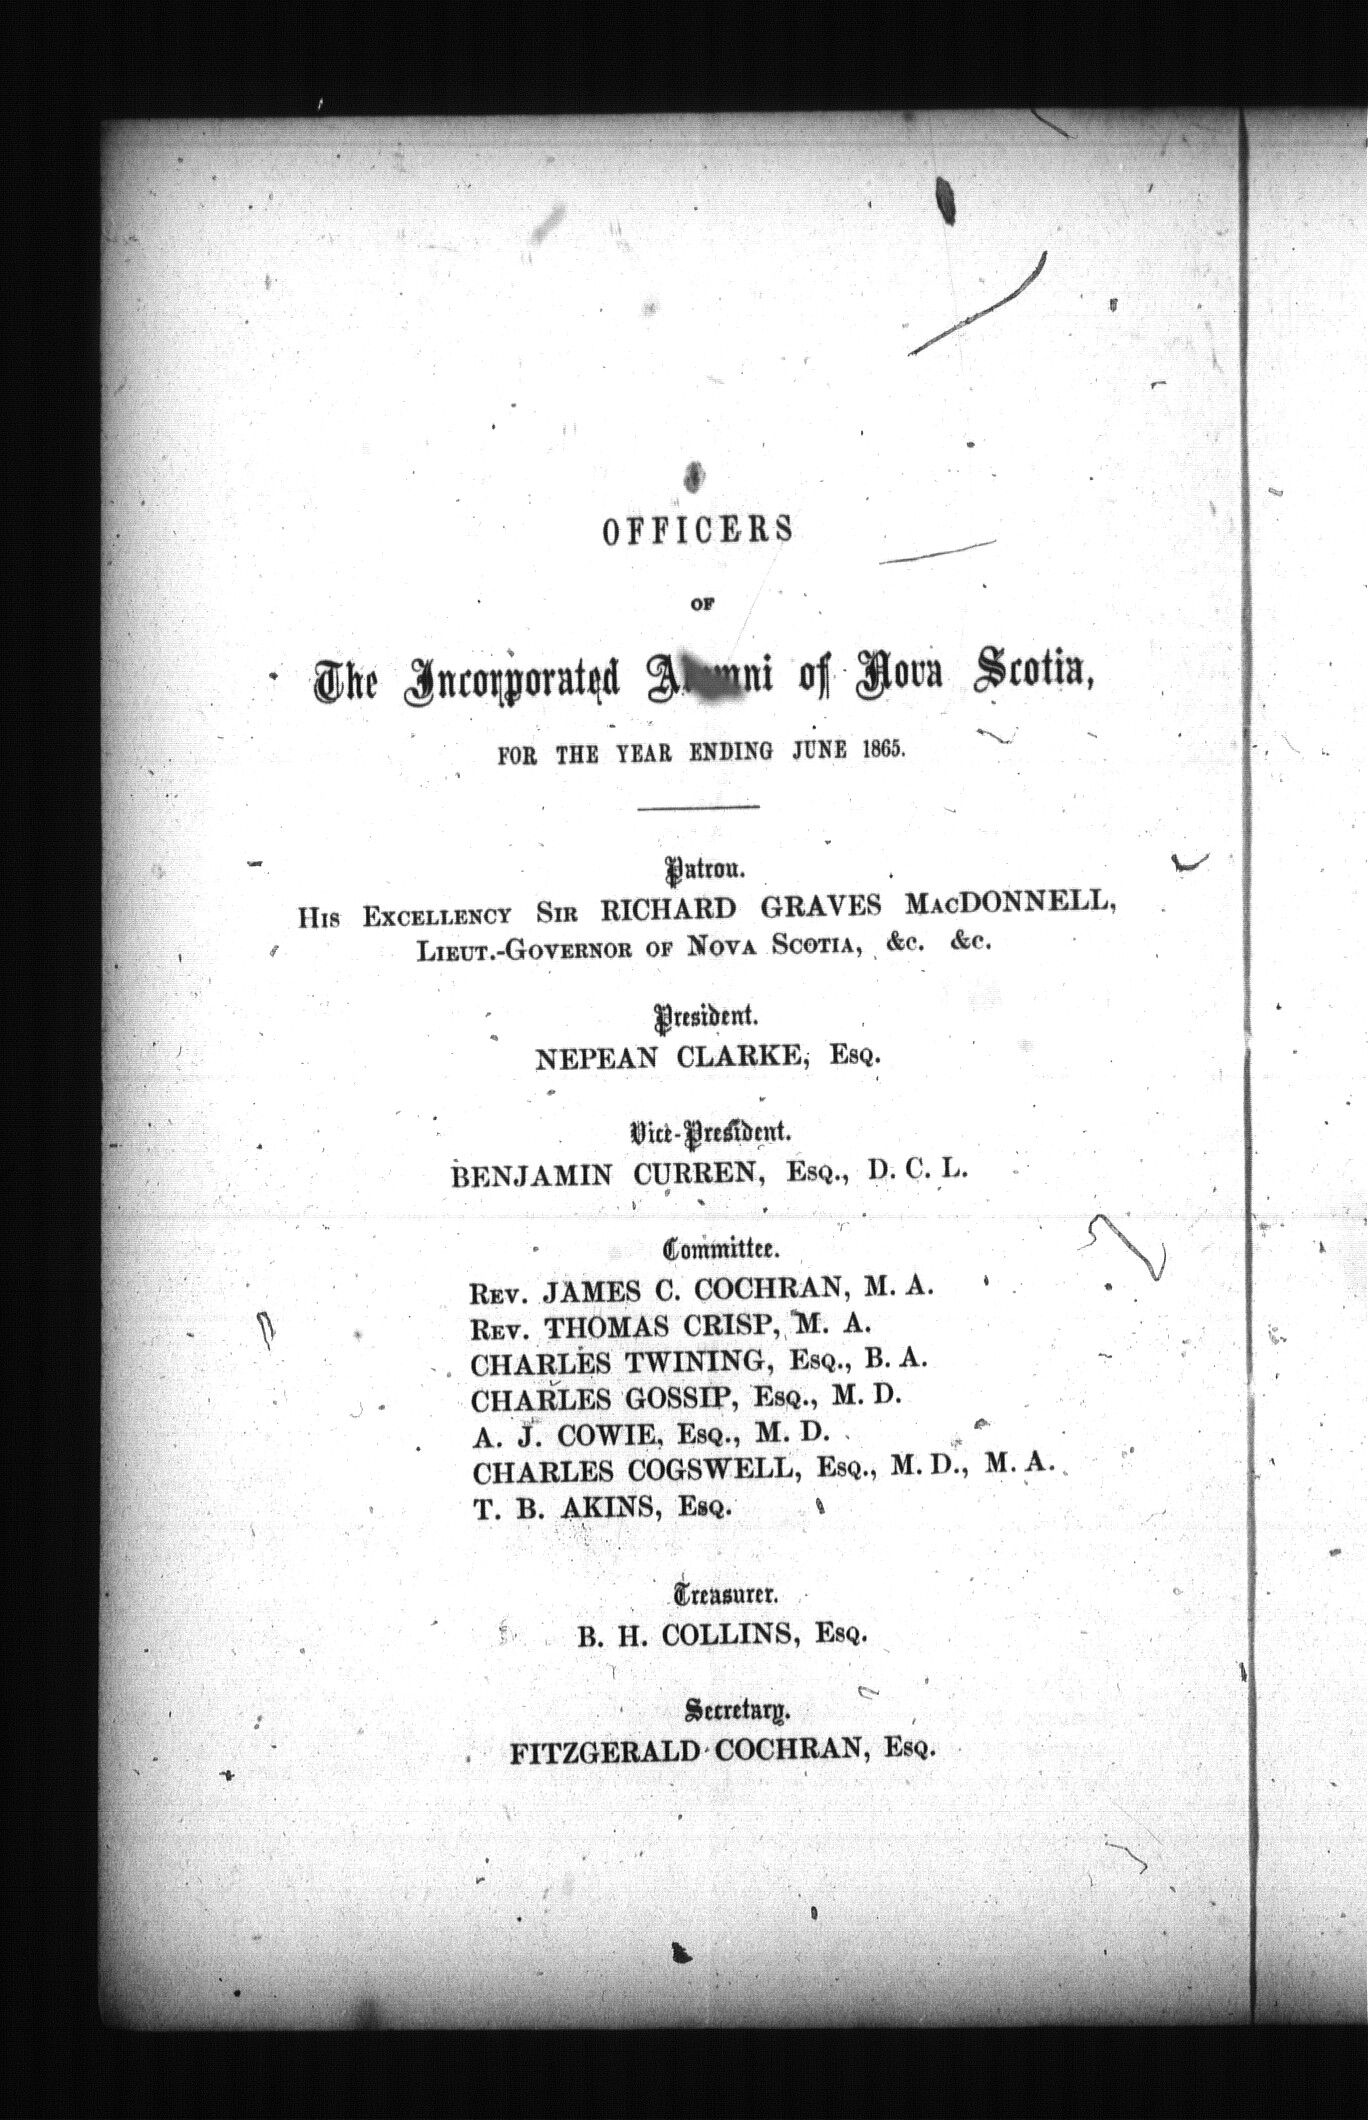 OFFICERS
OF
The Incorporated Alumni of Nova Scotia,
FOR THE YEAR ENDING JUNE 1865.
Patron.
His Excellency Sir RICHARD GRAVES MacDONNELL,
Lieut.-Governor of Nova Scotia, &c. &c.
President.
NEPEAN CLARKE, Esq.
Vice-President.
BENJAMIN CURREN, Esq., D. C. L.
Committee.
Rev. JAMES C. COCHRAN, M. A.
Rev. THOMAS CRISP, M. A.
CHARLES TWINING, Esq., B. A.
CHARLES GOSSIP, Esq., M. D.
A. J. COWIE, Esq., M. D.
CHARLES COGSWELL, Esq., M. D., M. A.
T. B. AKINS, Esq.
Treasurer.
B. H. COLLINS, Esq.
Secretary.
FITZGERALD COCHRAN, Esq.